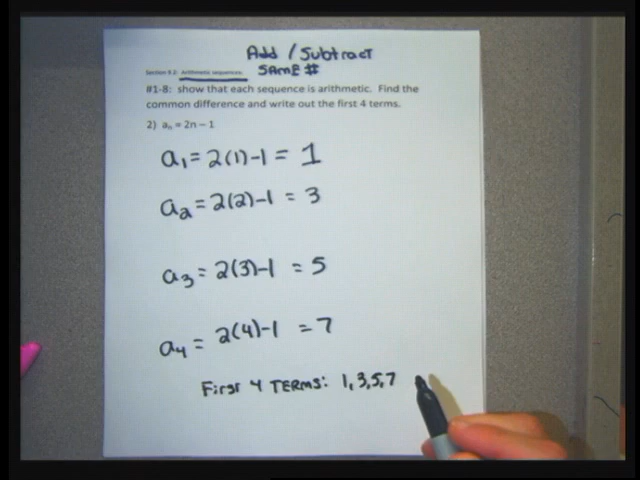 Add / Subtract
Section 9.2: Arithmetic sequences: SAME #
#1-8: show that each sequence is arithmetic. Find the
common difference and write out the first 4 terms.
2) aₙ = 2n – 1
a₁ = 2(1)-1 = 1
a₂ = 2(2)-1 = 3
a₃ = 2(3)-1 = 5
a₄ = 2(4)-1 = 7
First 4 TERMS: 1,3,5,7